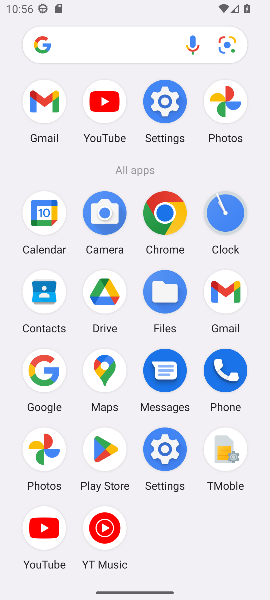 10:56
Gmail YouTube Settings Photos
All apps
10
Calendar Camera Chrome Clock
Contacts Drive Files Gmail
Google Maps Messages Phone
Photos Play Store Settings TMoble
YouTube YT Music